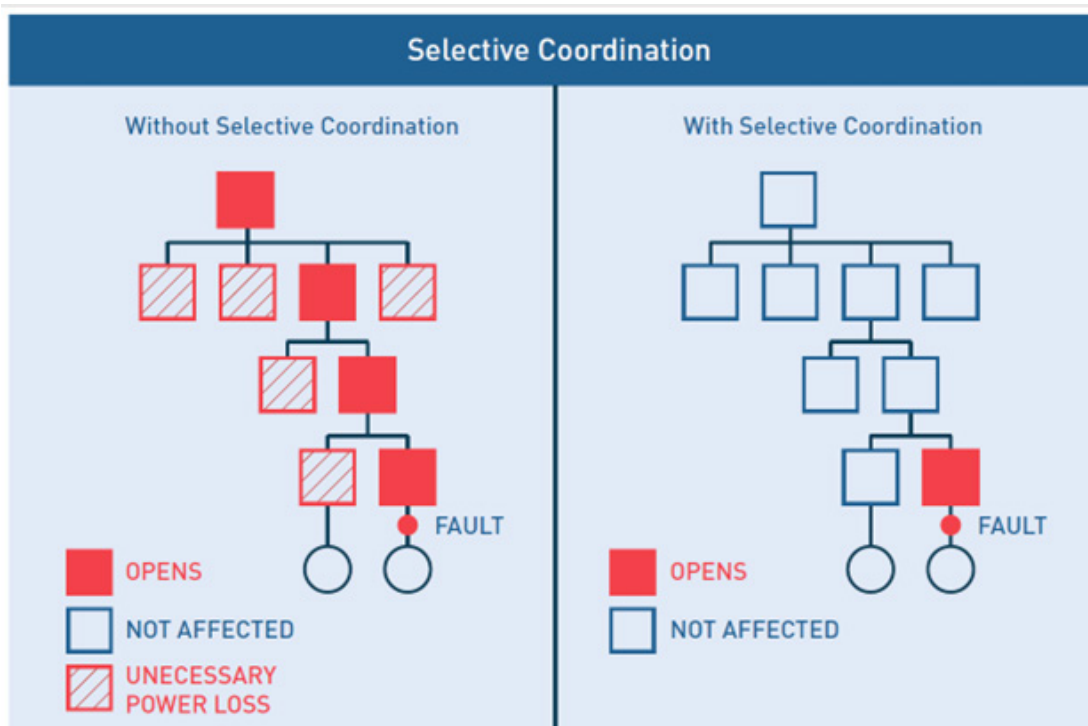 Selective Coordination
Without Selective Coordination
FAULT
OPENS
NOT AFFECTED
UNECESSARY
POWER LOSS
With Selective Coordination
FAULT
OPENS
NOT AFFECTED